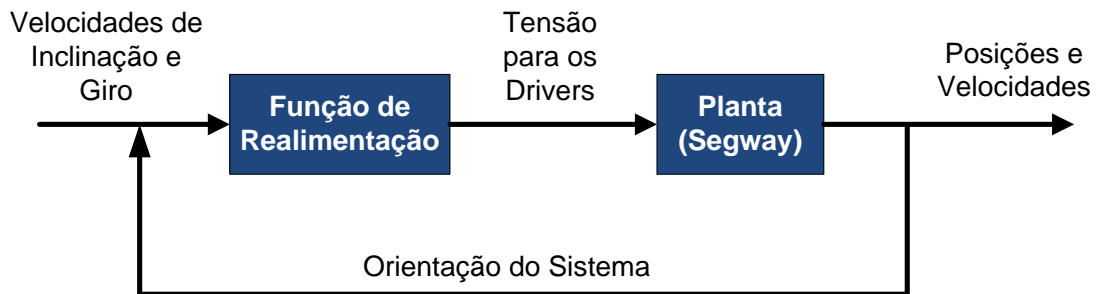 Velocidades de
Inclinação e
Giro
Função de
Realimentação
Tensão
para os
Drivers
Planta
(Segway)
Posições e
Velocidades
Orientação do Sistema